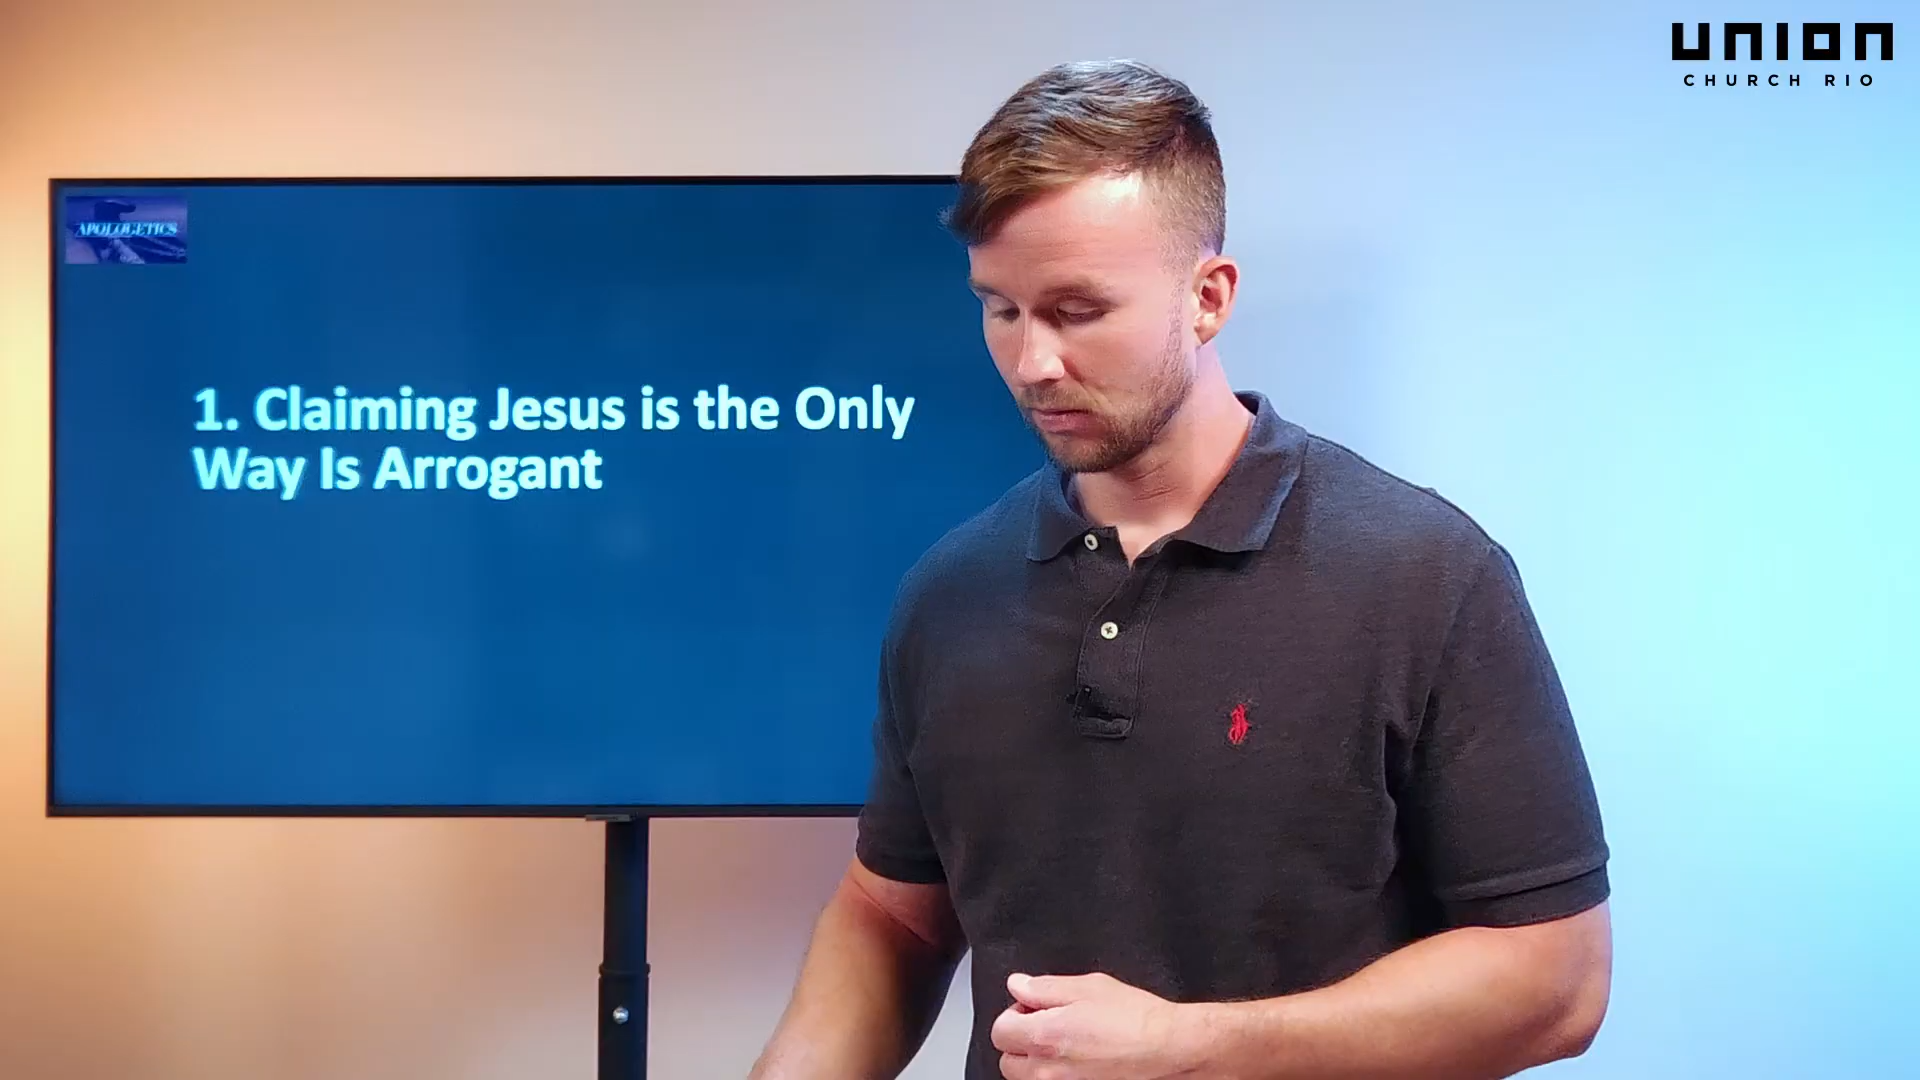 UNION
CHURCH RIO
APOLOGETICS
1. Claiming Jesus is the Only
Way Is Arrogant